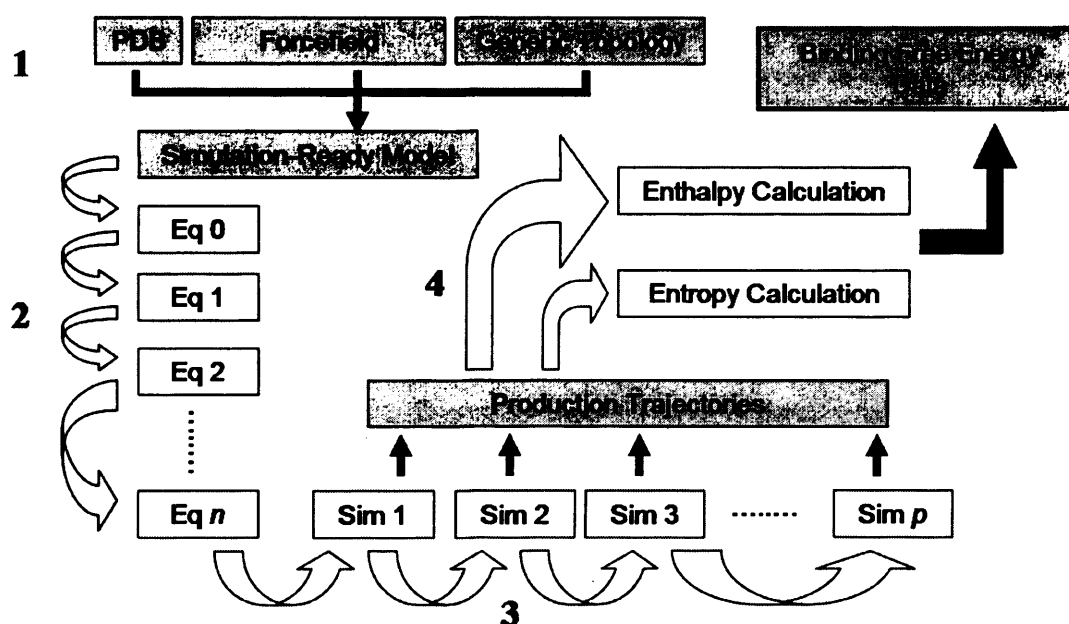 1
PDB
Forcefield
Generic Topology
Binding Free Energy
Simulation-Ready Model
Enthalpy Calculation
Eq 0
4
Entropy Calculation
Eq 1
2
Eq 2
Production Trajectories
........
Eq n
Sim 1
Sim 2
Sim 3
........
Sim p
3